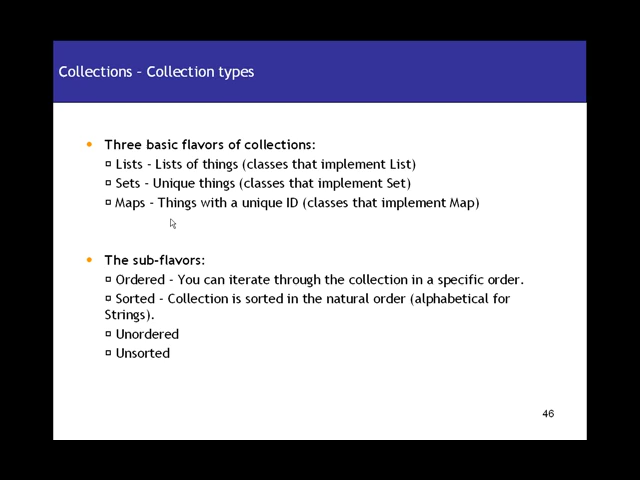 Collections – Collection types
• Three basic flavors of collections:
▫ Lists - Lists of things (classes that implement List)
▫ Sets - Unique things (classes that implement Set)
▫ Maps - Things with a unique ID (classes that implement Map)
• The sub-flavors:
▫ Ordered - You can iterate through the collection in a specific order.
▫ Sorted - Collection is sorted in the natural order (alphabetical for
Strings).
▫ Unordered
▫ Unsorted
46